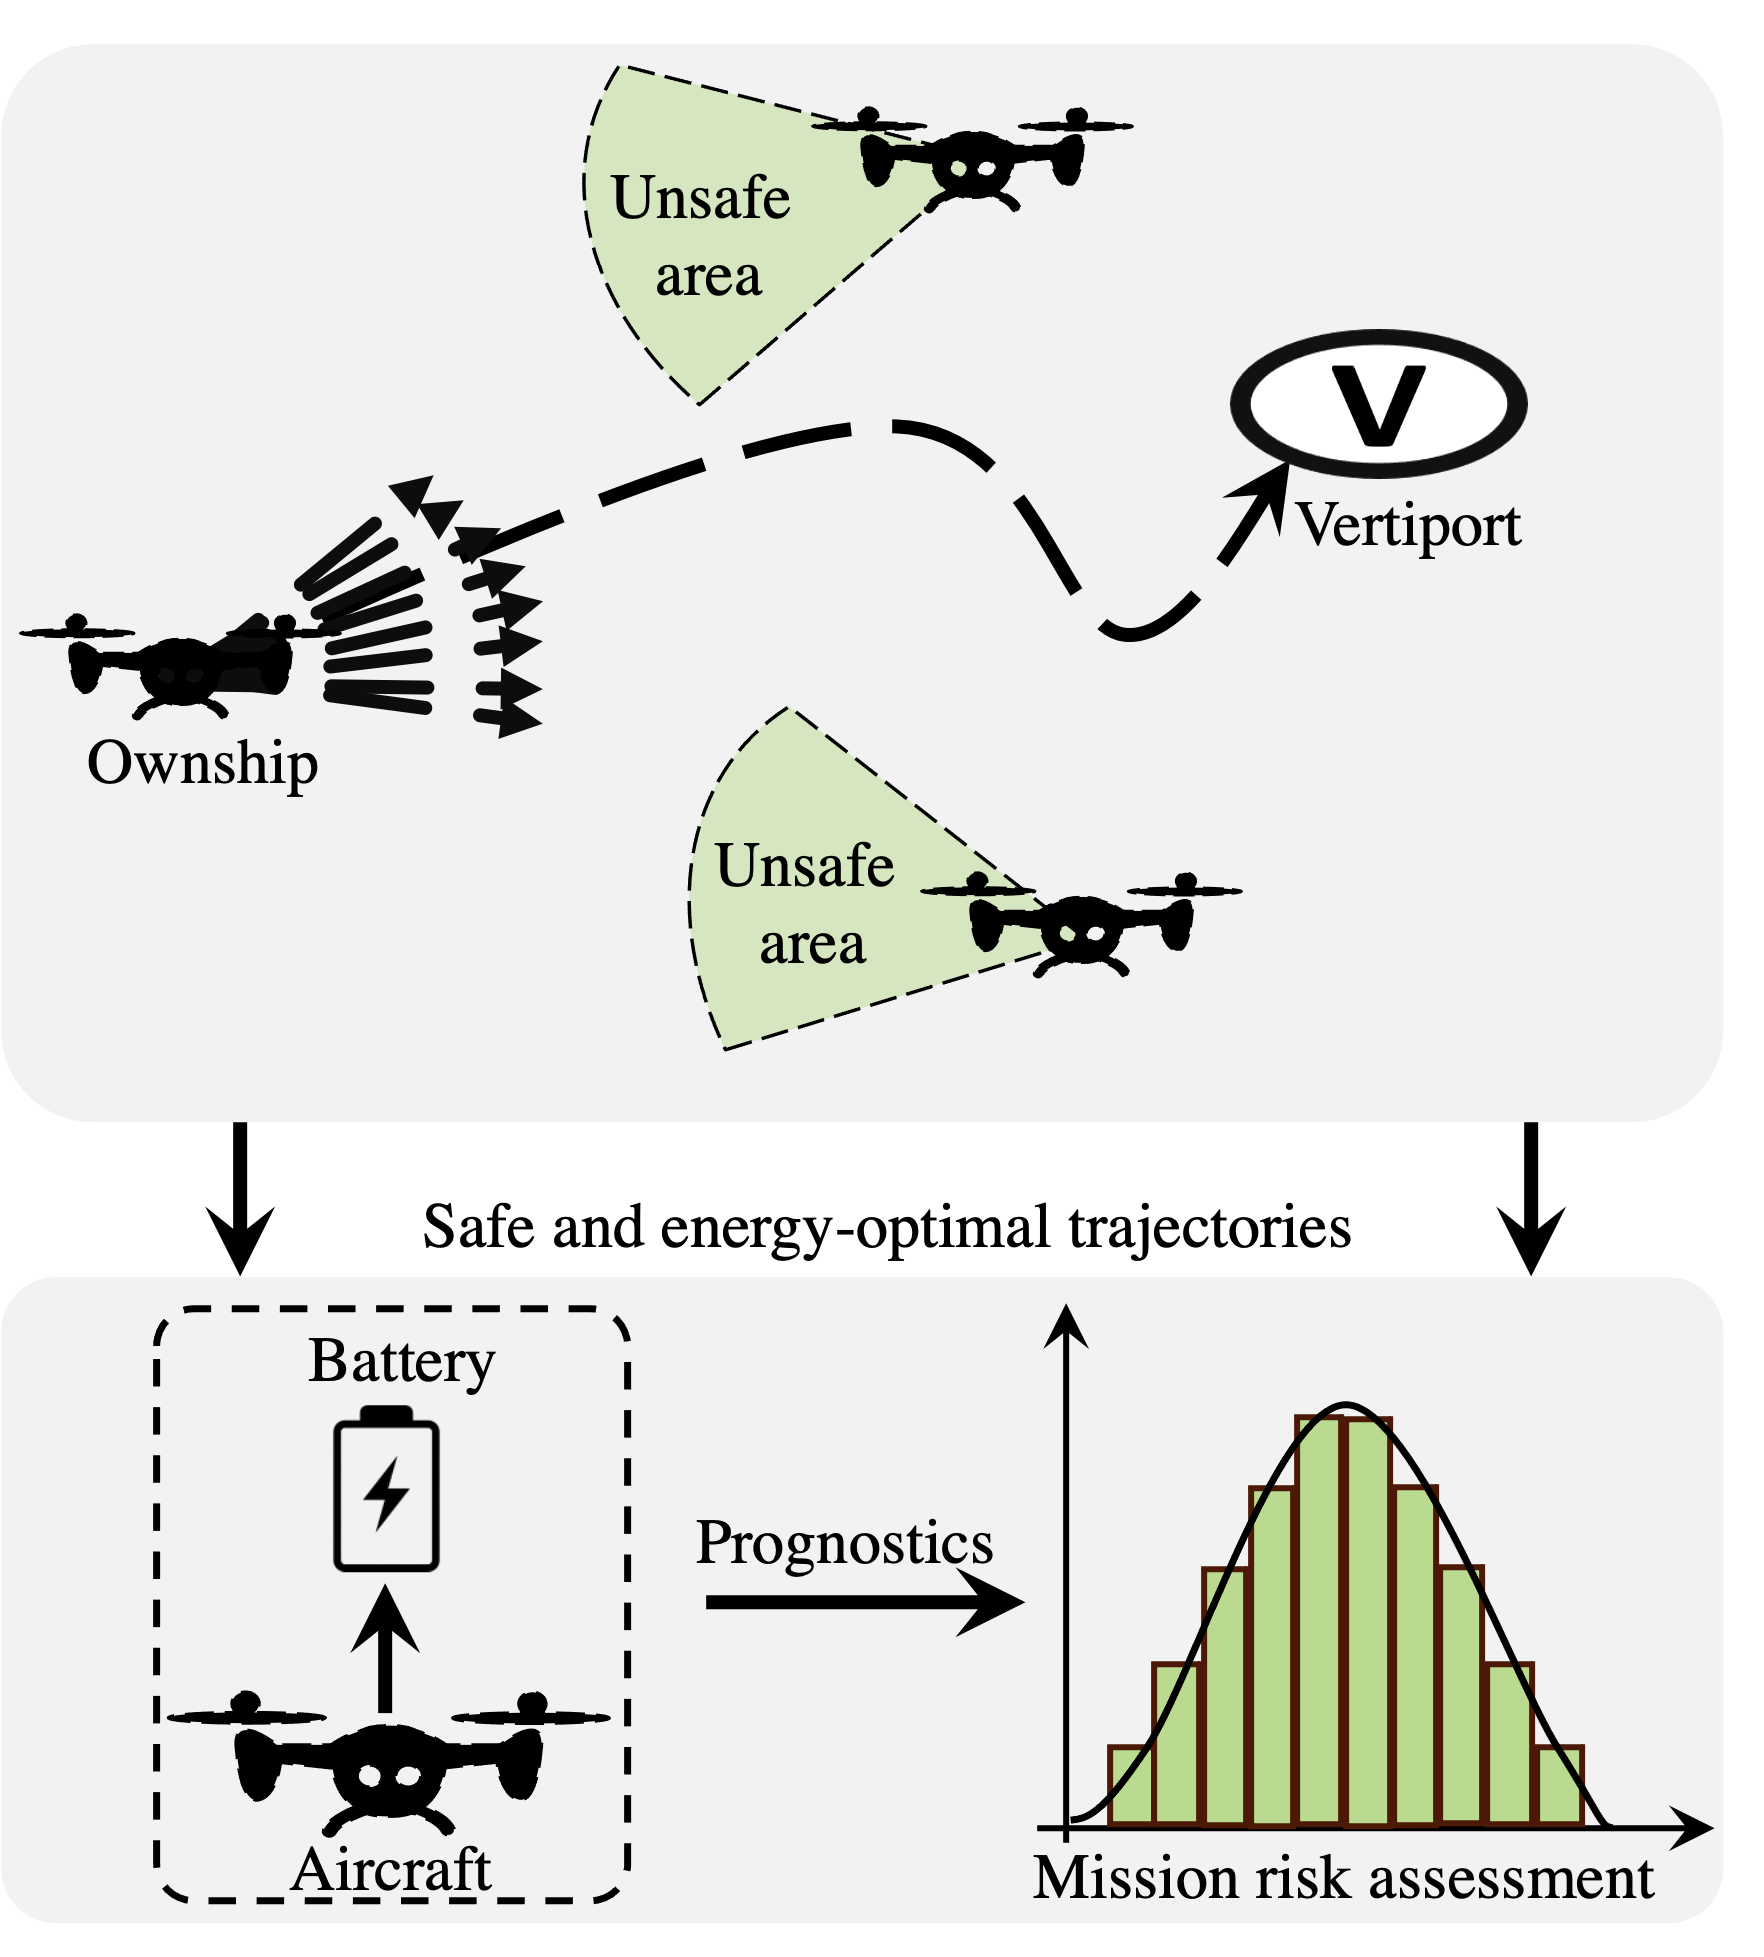 Unsafe
area
V
Vertiport
Ownship
Unsafe
area
Safe and energy-optimal trajectories
Battery
Prognostics
Aircraft
Mission risk assessment